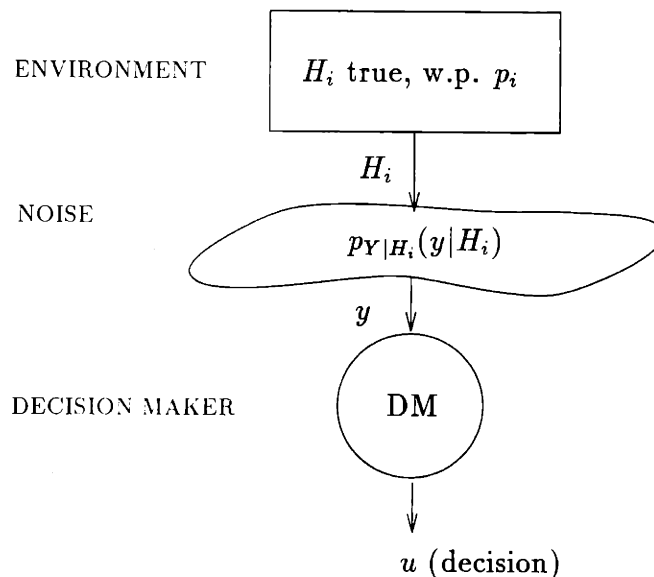 ENVIRONMENT
H_i true, w.p. p_i
H_i
NOISE
p_{Y|H_i}(y|H_i)
y
DECISION MAKER
DM
u (decision)